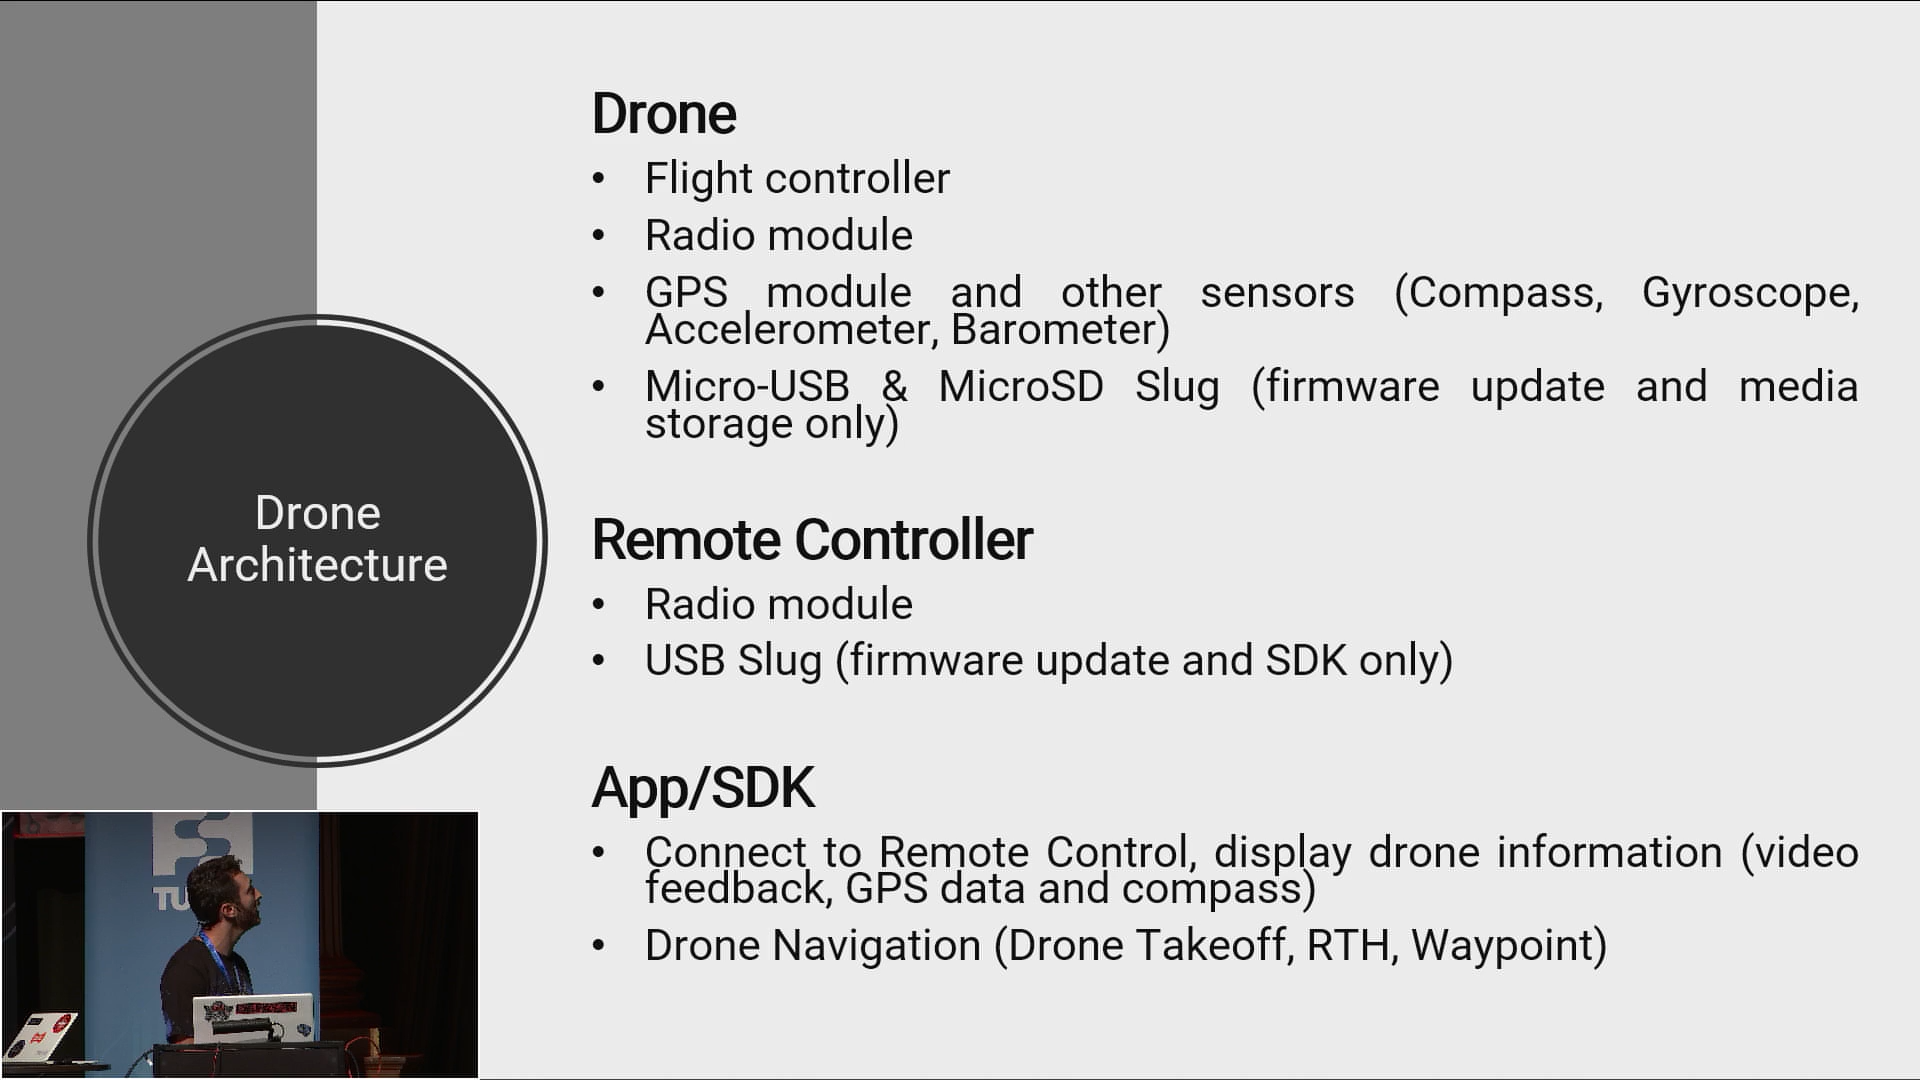 Drone
Architecture
Drone
• Flight controller
• Radio module
• GPS module and other sensors (Compass, Gyroscope,
Accelerometer, Barometer)
• Micro-USB & MicroSD Slug (firmware update and media
storage only)
Remote Controller
• Radio module
• USB Slug (firmware update and SDK only)
App/SDK
• Connect to Remote Control, display drone information (video
feedback, GPS data and compass)
• Drone Navigation (Drone Takeoff, RTH, Waypoint)
TU